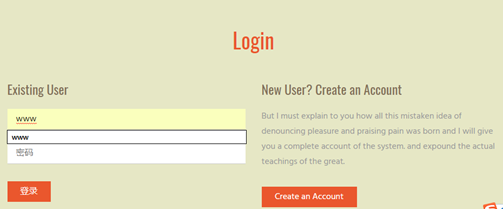 Login
Existing User
www
www
密码
登录
New User? Create an Account
But I must explain to you how all this mistaken idea of
denouncing pleasure and praising pain was born and I will give
you a complete account of the system, and expound the actual
teachings of the great.
Create an Account